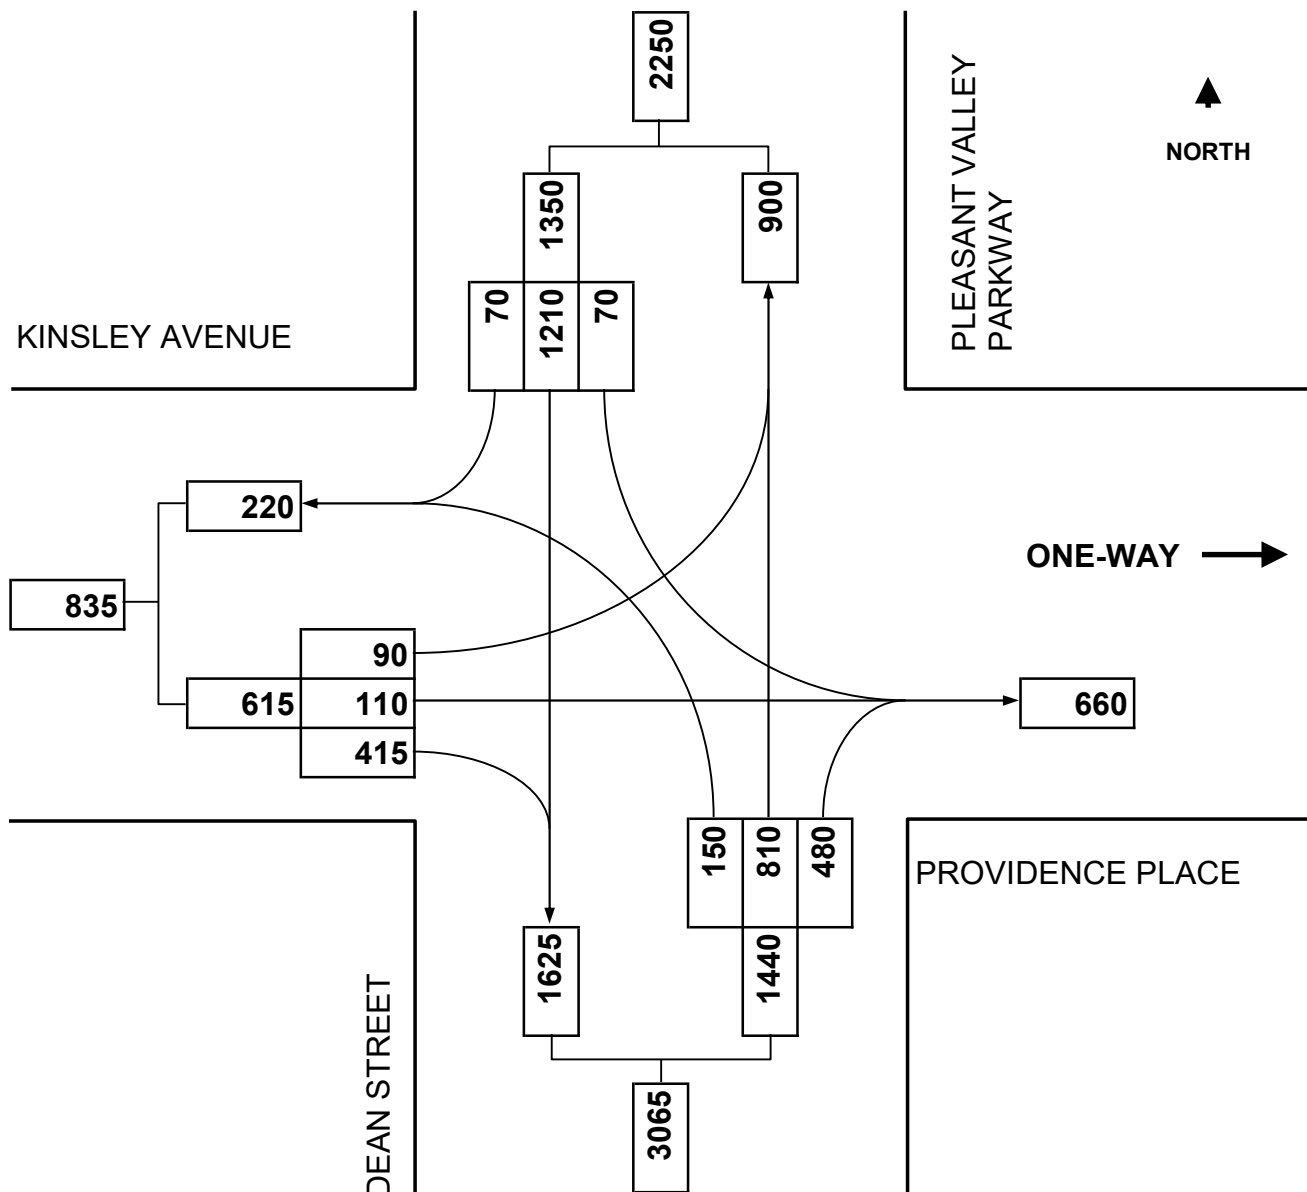 2250
PLEASANT VALLEY
PARKWAY
NORTH
1350
900
70
1210
70
KINSLEY AVENUE
220
ONE-WAY
835
90
615
110
660
415
150
810
480
PROVIDENCE PLACE
1625
1440
DEAN STREET
3065